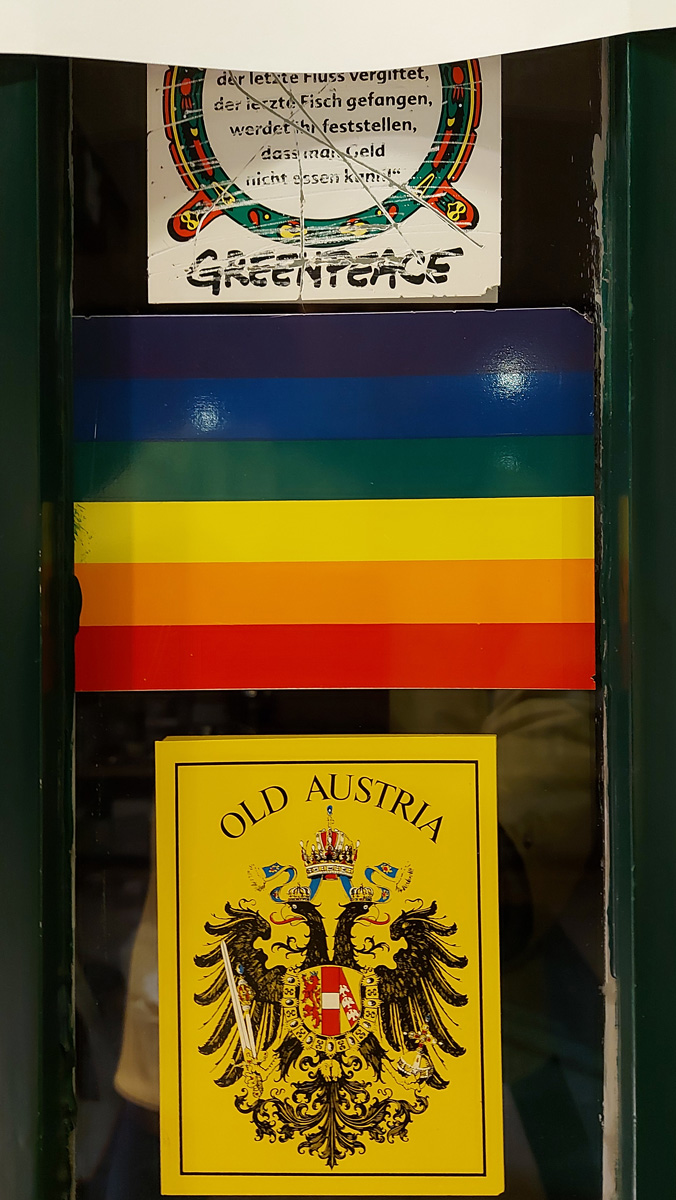 der letzte Fluss vergiftet,
der letzte Fisch gefangen,
werdet ihr feststellen,
dass man Geld
nicht essen kann!“
GREENPEACE
OLD AUSTRIA